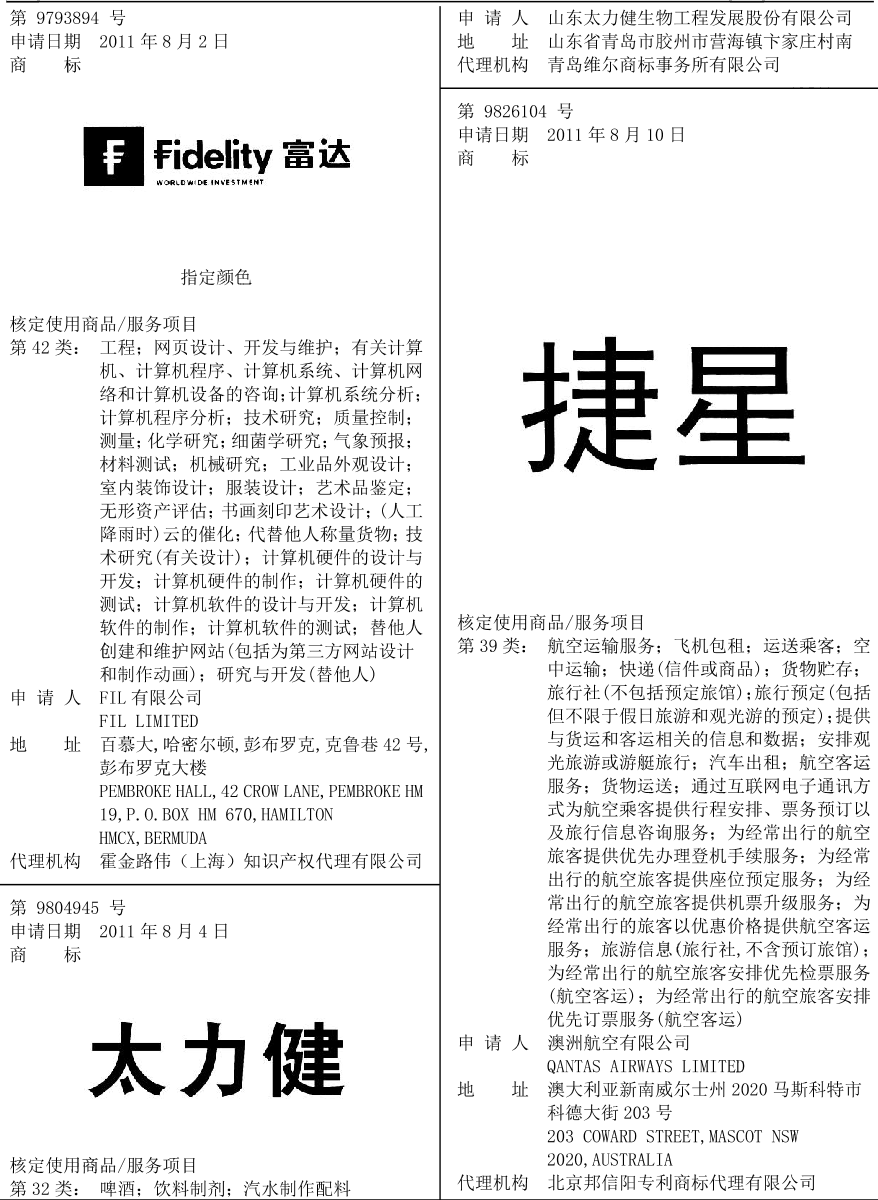 第 9793894 号
申请日期 2011 年 8 月 2 日
商 标
Fidelity 富达
WORLDWIDE INVESTMENT
指定颜色
核定使用商品/服务项目
第 42 类： 工程；网页设计、开发与维护；有关计算
机、计算机程序、计算机系统、计算机网
络和计算机设备的咨询；计算机系统分析；
计算机程序分析；技术研究；质量控制；
测量；化学研究；细菌学研究；气象预报；
材料测试；机械研究；工业品外观设计；
室内装饰设计；服装设计；艺术品鉴定；
无形资产评估；书画刻印艺术设计；(人工
降雨时)云的催化；代替他人称量货物；技
术研究(有关设计)；计算机硬件的设计与
开发；计算机硬件的制作；计算机硬件的
测试；计算机软件的设计与开发；计算机
软件的制作；计算机软件的测试；替他人
创建和维护网站(包括为第三方网站设计
和制作动画)；研究与开发(替他人)
申 请 人 FIL 有限公司
FIL LIMITED
地 址 百慕大,哈密尔顿,彭布罗克,克鲁巷 42 号,
彭布罗克大楼
PEMBROKE HALL,42 CROW LANE,PEMBROKE HM
19,P.O.BOX HM 670,HAMILTON
HMCX,BERMUDA
代理机构 霍金路伟（上海）知识产权代理有限公司
第 9804945 号
申请日期 2011 年 8 月 4 日
商 标
太力健
核定使用商品/服务项目
第 32 类： 啤酒；饮料制剂；汽水制作配料
申 请 人 山东太力健生物工程发展股份有限公司
地 址 山东省青岛市胶州市营海镇卞家庄村南
代理机构 青岛维尔商标事务所有限公司
第 9826104 号
申请日期 2011 年 8 月 10 日
商 标
捷星
核定使用商品/服务项目
第 39 类： 航空运输服务；飞机包租；运送乘客；空
中运输；快递(信件或商品)；货物贮存；
旅行社(不包括预定旅馆)；旅行预定(包括
但不限于假日旅游和观光游的预定)；提供
与货运和客运相关的信息和数据；安排观
光旅游或游艇旅行；汽车出租；航空客运
服务；货物运送；通过互联网电子通讯方
式为航空乘客提供行程安排、票务预订以
及旅行信息咨询服务；为经常出行的航空
旅客提供优先办理登机手续服务；为经常
出行的航空旅客提供座位预定服务；为经
常出行的航空旅客提供机票升级服务；为
经常出行的旅客以优惠价格提供航空客运
服务；旅游信息(旅行社,不含预订旅馆)；
为经常出行的航空旅客安排优先检票服务
(航空客运)；为经常出行的航空旅客安排
优先订票服务(航空客运)
申 请 人 澳洲航空有限公司
QANTAS AIRWAYS LIMITED
地 址 澳大利亚新南威尔士州 2020 马斯科特市
科德大街 203 号
203 COWARD STREET,MASCOT NSW
2020,AUSTRALIA
代理机构 北京邦信阳专利商标代理有限公司